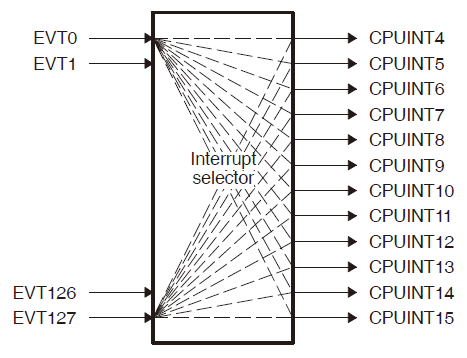 EVT0
EVT1
EVT126
EVT127
Interrupt
selector
CPUINT4
CPUINT5
CPUINT6
CPUINT7
CPUINT8
CPUINT9
CPUINT10
CPUINT11
CPUINT12
CPUINT13
CPUINT14
CPUINT15